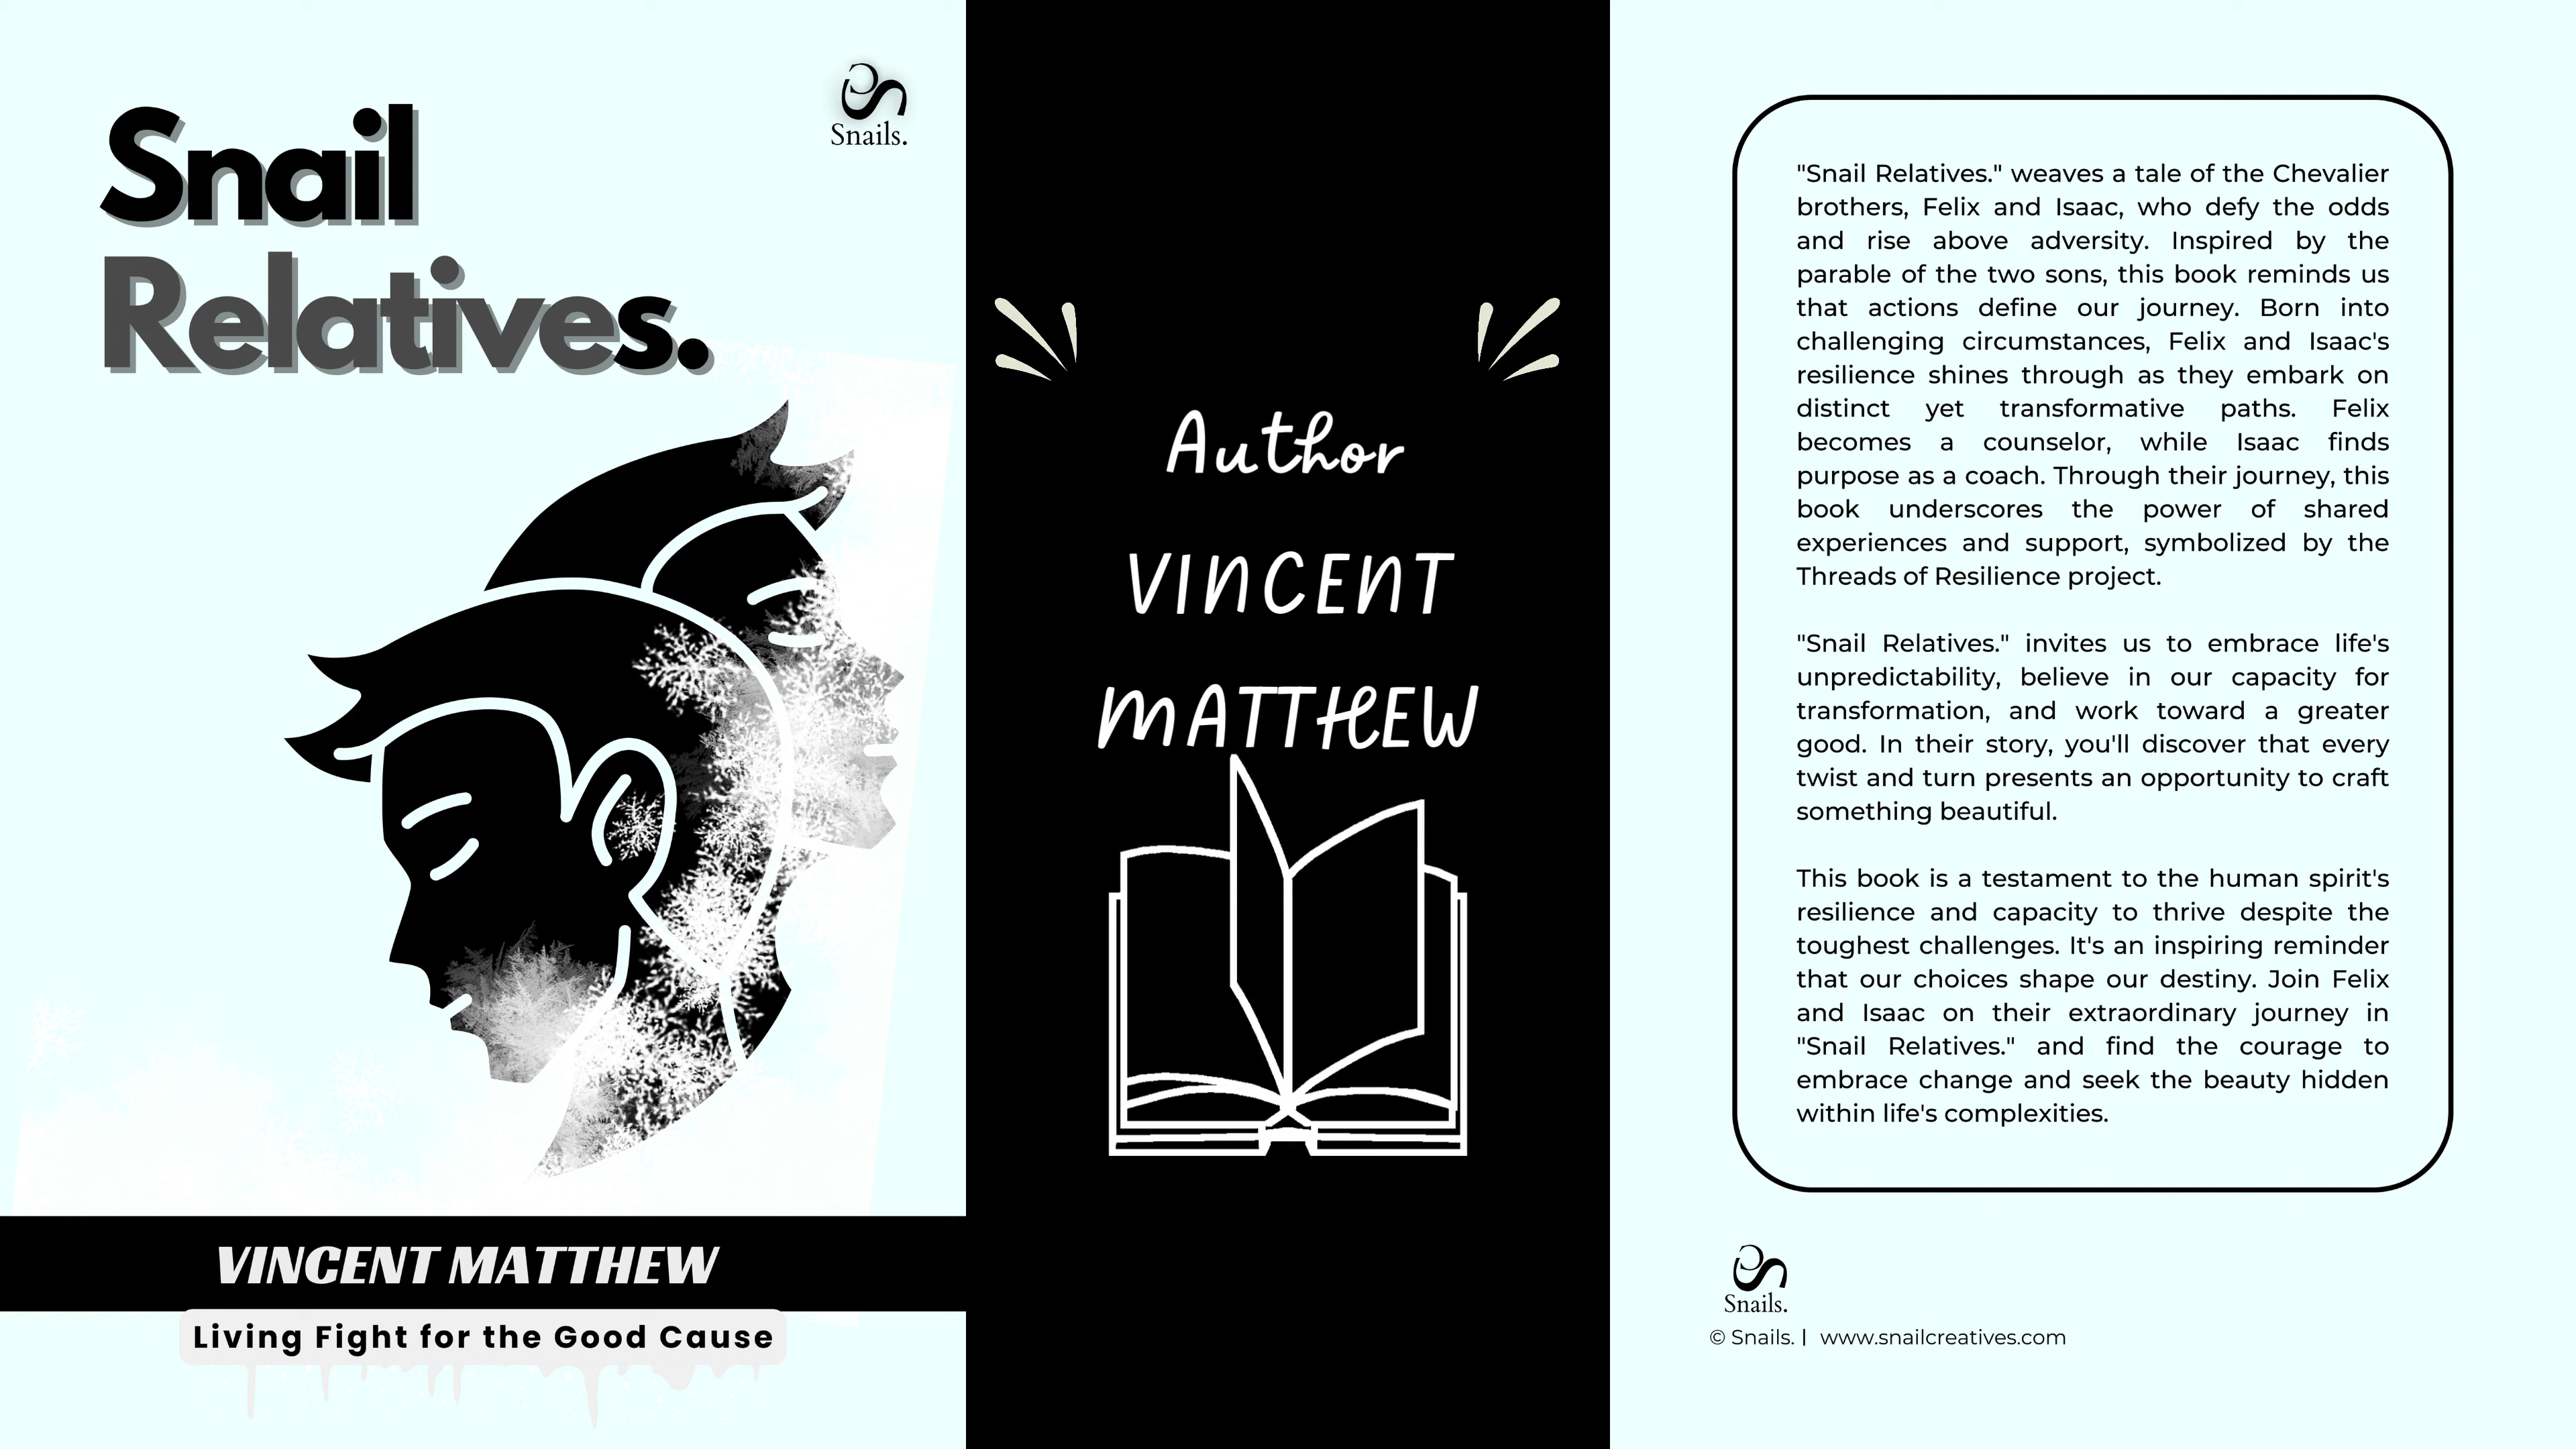 Snails.
Snail
Relatives.
VINCENT MATTHEW
Living Fight for the Good Cause
Author
VINCENT
MATTHEW
"Snail Relatives." weaves a tale of the Chevalier
brothers, Felix and Isaac, who defy the odds
and rise above adversity. Inspired by the
parable of the two sons, this book reminds us
that actions define our journey. Born into
challenging circumstances, Felix and Isaac's
resilience shines through as they embark on
distinct yet transformative paths. Felix
becomes a counselor, while Isaac finds
purpose as a coach. Through their journey, this
book underscores the power of shared
experiences and support, symbolized by the
Threads of Resilience project.
"Snail Relatives." invites us to embrace life's
unpredictability, believe in our capacity for
transformation, and work toward a greater
good. In their story, you'll discover that every
twist and turn presents an opportunity to craft
something beautiful.
This book is a testament to the human spirit's
resilience and capacity to thrive despite the
toughest challenges. It's an inspiring reminder
that our choices shape our destiny. Join Felix
and Isaac on their extraordinary journey in
"Snail Relatives." and find the courage to
embrace change and seek the beauty hidden
within life's complexities.
Snails.
© Snails. | www.snailcreatives.com